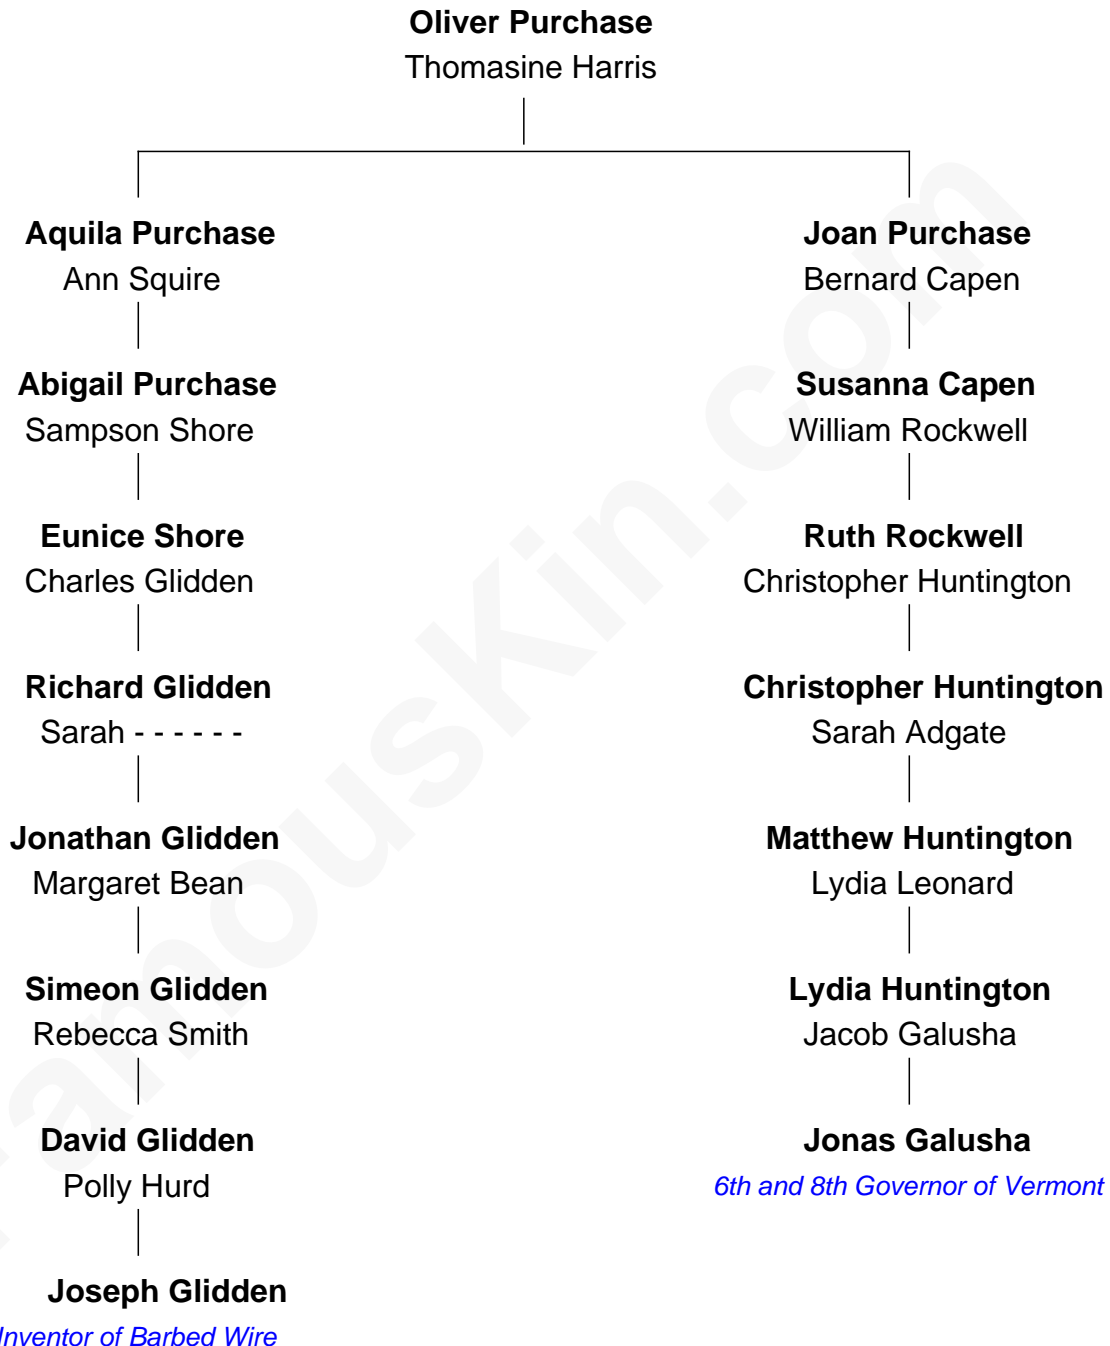 Oliver Purchase
Thomasine Harris
Aquila Purchase
Ann Squire
Abigail Purchase
Sampson Shore
Eunice Shore
Charles Glidden
Richard Glidden
Sarah - - - - - -
Jonathan Glidden
Margaret Bean
Simeon Glidden
Rebecca Smith
David Glidden
Polly Hurd
Joseph Glidden
Inventor of Barbed Wire
Joan Purchase
Bernard Capen
Susanna Capen
William Rockwell
Ruth Rockwell
Christopher Huntington
Christopher Huntington
Sarah Adgate
Matthew Huntington
Lydia Leonard
Lydia Huntington
Jacob Galusha
Jonas Galusha
6th and 8th Governor of Vermont
FamousKin.com